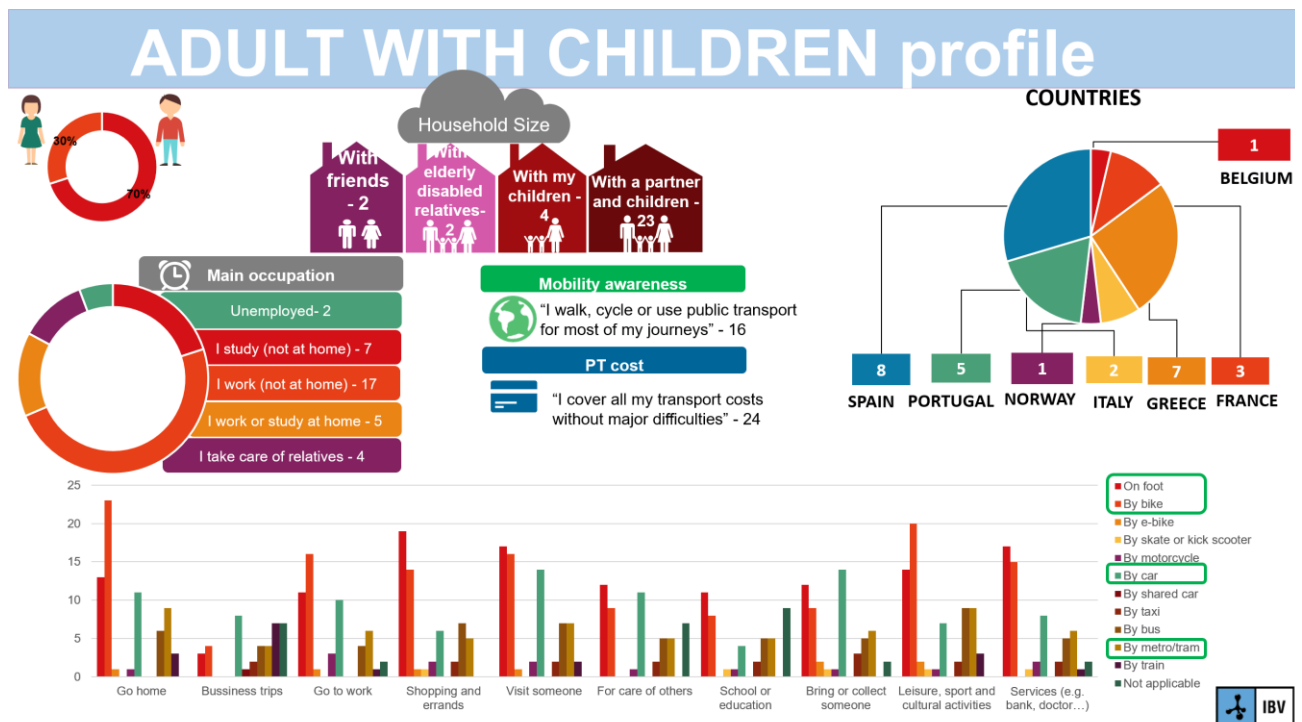 ADULT WITH CHILDREN profile
30%
70%
Household Size
With
friends
- 2
With
elderly
disabled
relatives-
2
With my
children -
4
With a partner
and children -
23
COUNTRIES
1
BELGIUM
8
SPAIN
5
PORTUGAL
1
NORWAY
2
ITALY
7
GREECE
3
FRANCE
Main occupation
Unemployed- 2
I study (not at home) - 7
I work (not at home) - 17
I work or study at home - 5
I take care of relatives - 4
Mobility awareness
“I walk, cycle or use public transport
for most of my journeys” - 16
PT cost
“I cover all my transport costs
without major difficulties” - 24
25
20
15
10
5
0
Go home
Bussiness trips
Go to work
Shopping and
errands
Visit someone
For care of others
School or
education
Bring or collect
someone
Leisure, sport and
cultural activities
Services (e.g.
bank, doctor…)
On foot
By bike
By e-bike
By skate or kick scooter
By motorcycle
By car
By shared car
By taxi
By bus
By metro/tram
By train
Not applicable
IBV